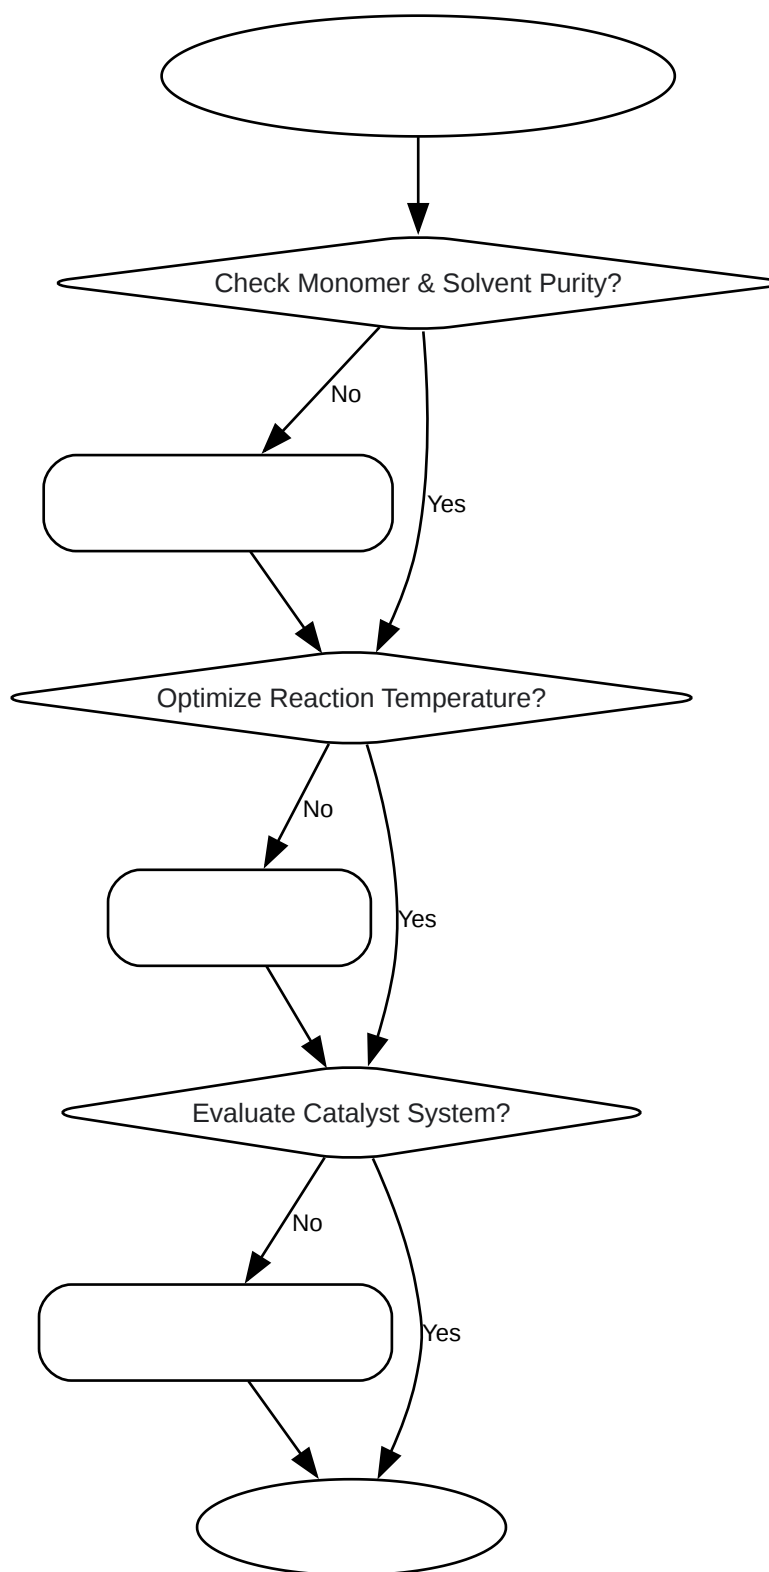 Check Monomer & Solvent Purity?
No
Yes
Optimize Reaction Temperature?
No
Yes
Evaluate Catalyst System?
No
Yes